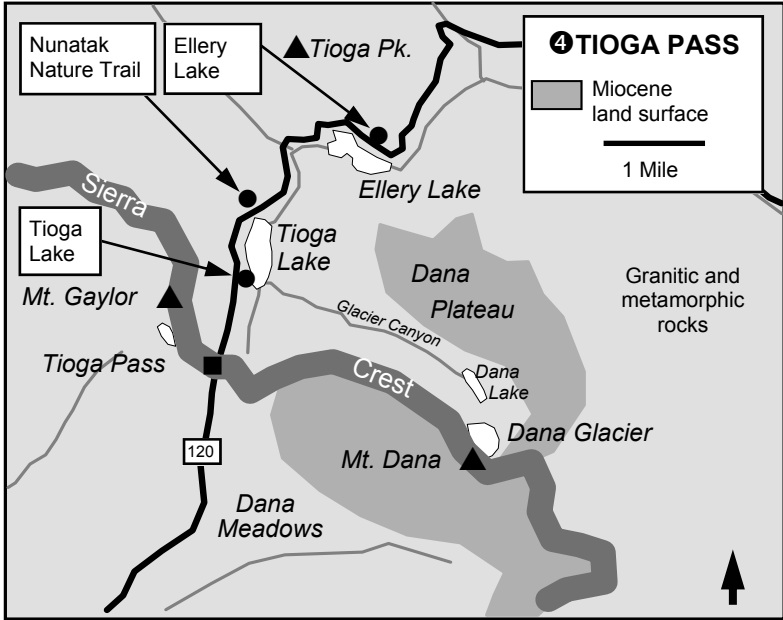 Nunatak
Nature Trail
Ellery
Lake
Tioga Pk.
❹TIOGA PASS
Miocene
land surface
1 Mile
Ellery Lake
Sierra
Tioga
Lake
Tioga
Lake
Dana
Plateau
Granitic and
metamorphic
rocks
Mt. Gaylor
Glacier Canyon
Tioga Pass
Crest
Dana
Lake
Dana Glacier
Mt. Dana
120
Dana
Meadows